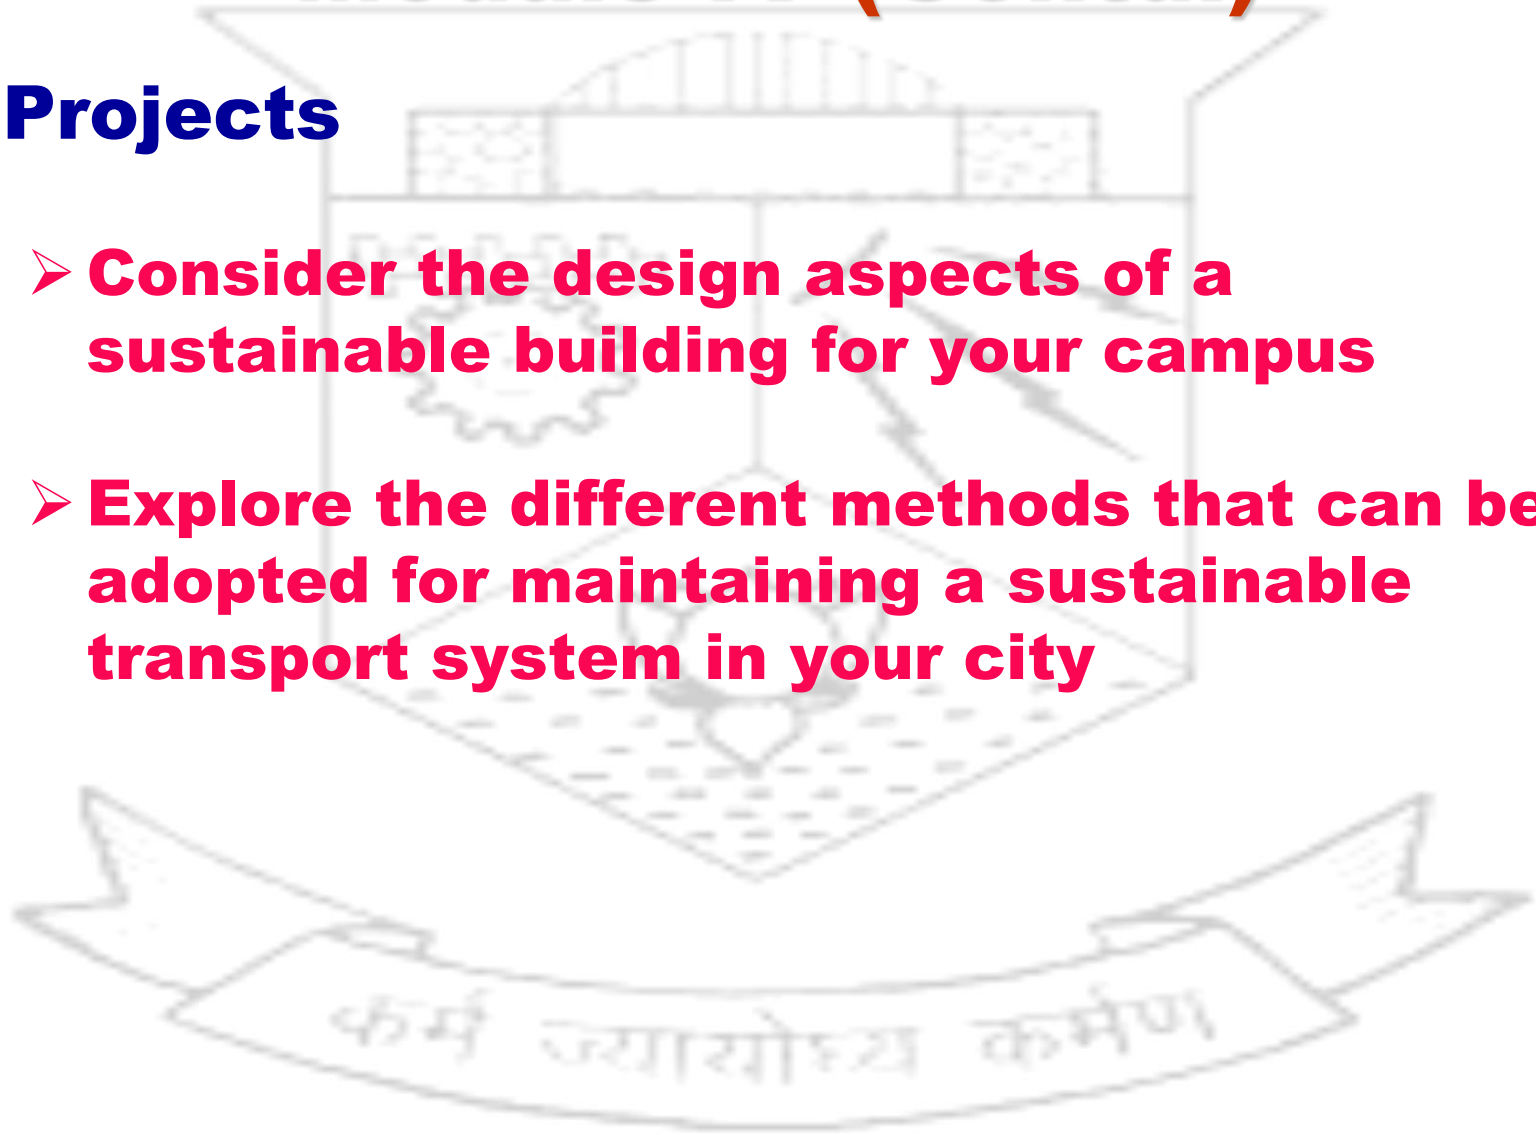 Projects
➢ Consider the design aspects of a
sustainable building for your campus
➢ Explore the different methods that can be
adopted for maintaining a sustainable
transport system in your city
कर्म ज्यायोध्य कर्मण